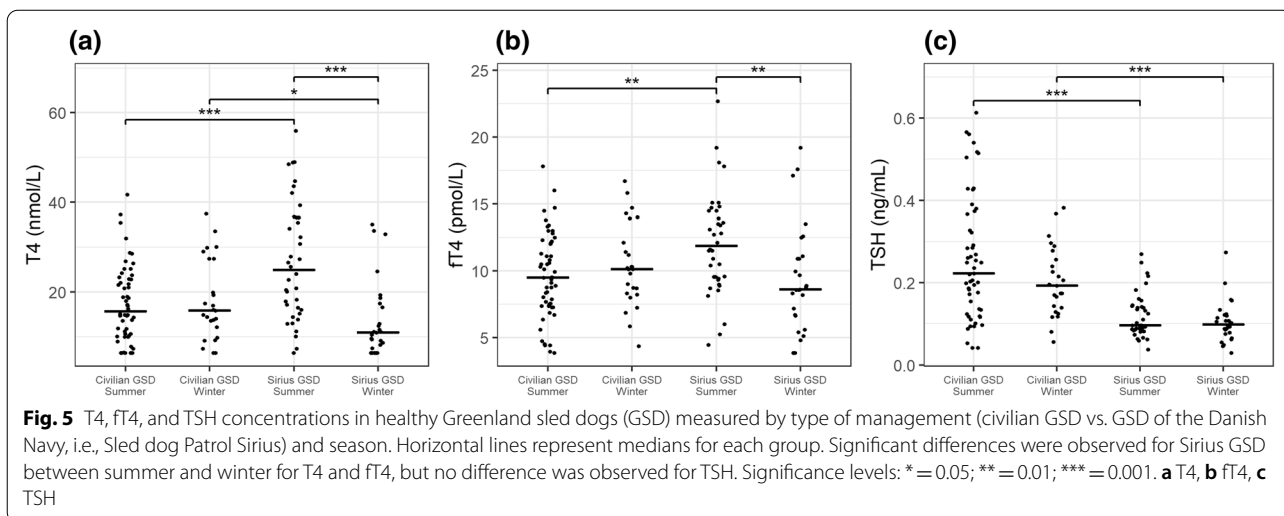 (a)
(b)
(c)
T4 (nmol/L)
60
40
20
***
*
***
Civilian GSD Summer
Civilian GSD Winter
Sirius GSD Summer
Sirius GSD Winter
fT4 (pmol/L)
25
20
15
10
5
**
**
Civilian GSD Summer
Civilian GSD Winter
Sirius GSD Summer
Sirius GSD Winter
TSH (ng/mL)
0.6
0.4
0.2
0.0
***
***
Civilian GSD Summer
Civilian GSD Winter
Sirius GSD Summer
Sirius GSD Winter
Fig. 5 T4, fT4, and TSH concentrations in healthy Greenland sled dogs (GSD) measured by type of management (civilian GSD vs. GSD of the Danish
Navy, i.e., Sled dog Patrol Sirius) and season. Horizontal lines represent medians for each group. Significant differences were observed for Sirius GSD
between summer and winter for T4 and fT4, but no difference was observed for TSH. Significance levels: * = 0.05; ** = 0.01; *** = 0.001. a T4, b fT4, c
TSH